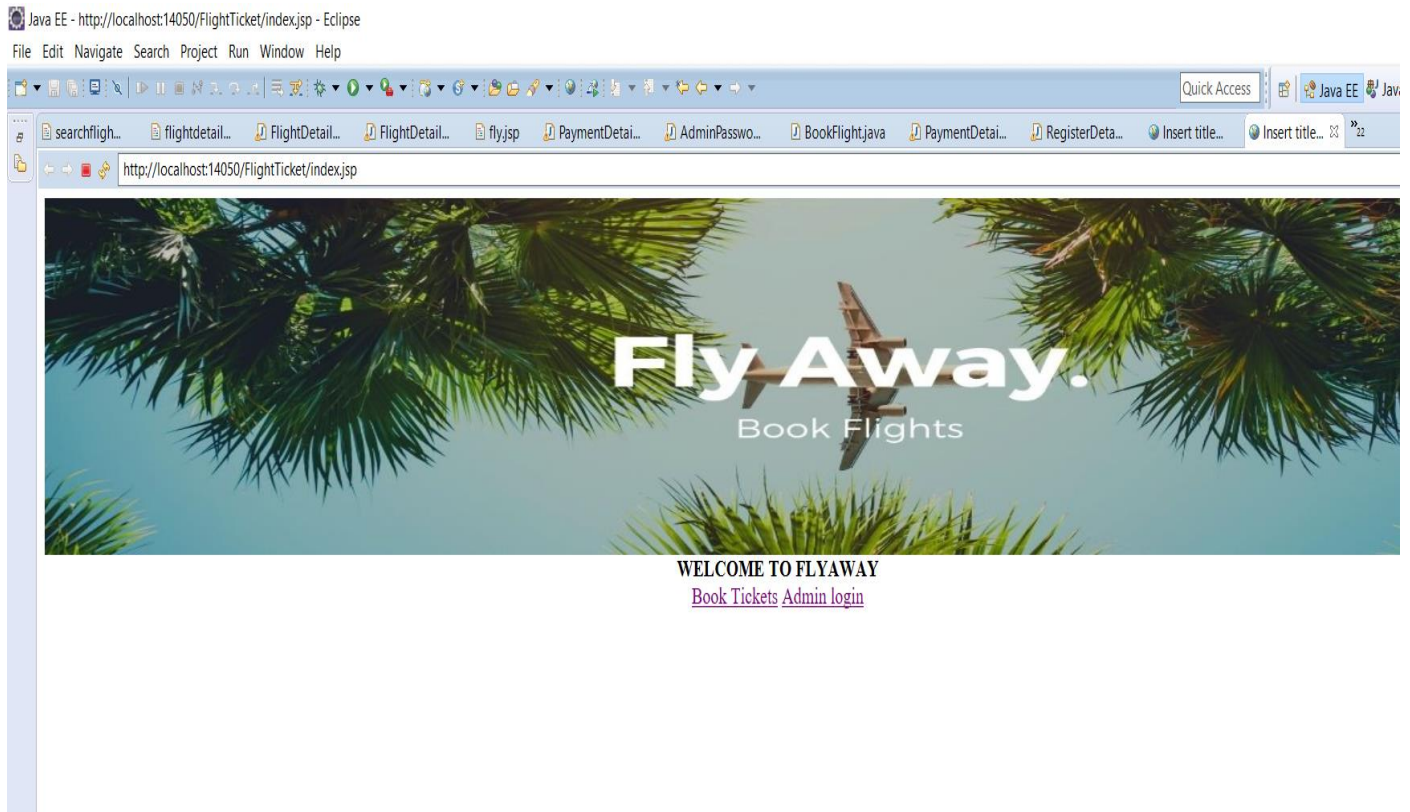 Java EE - http://localhost:14050/FlightTicket/index.jsp - Eclipse
File Edit Navigate Search Project Run Window Help
Quick Access Java EE Jav
searchfligh... flightdetail... FlightDetail... FlightDetail... fly.jsp PaymentDetai... AdminPasswo... BookFlight.java PaymentDetai... RegisterDeta... Insert title... Insert title... »22
http://localhost:14050/FlightTicket/index.jsp
Fly Away.
Book Flights
WELCOME TO FLYAWAY
Book Tickets Admin login